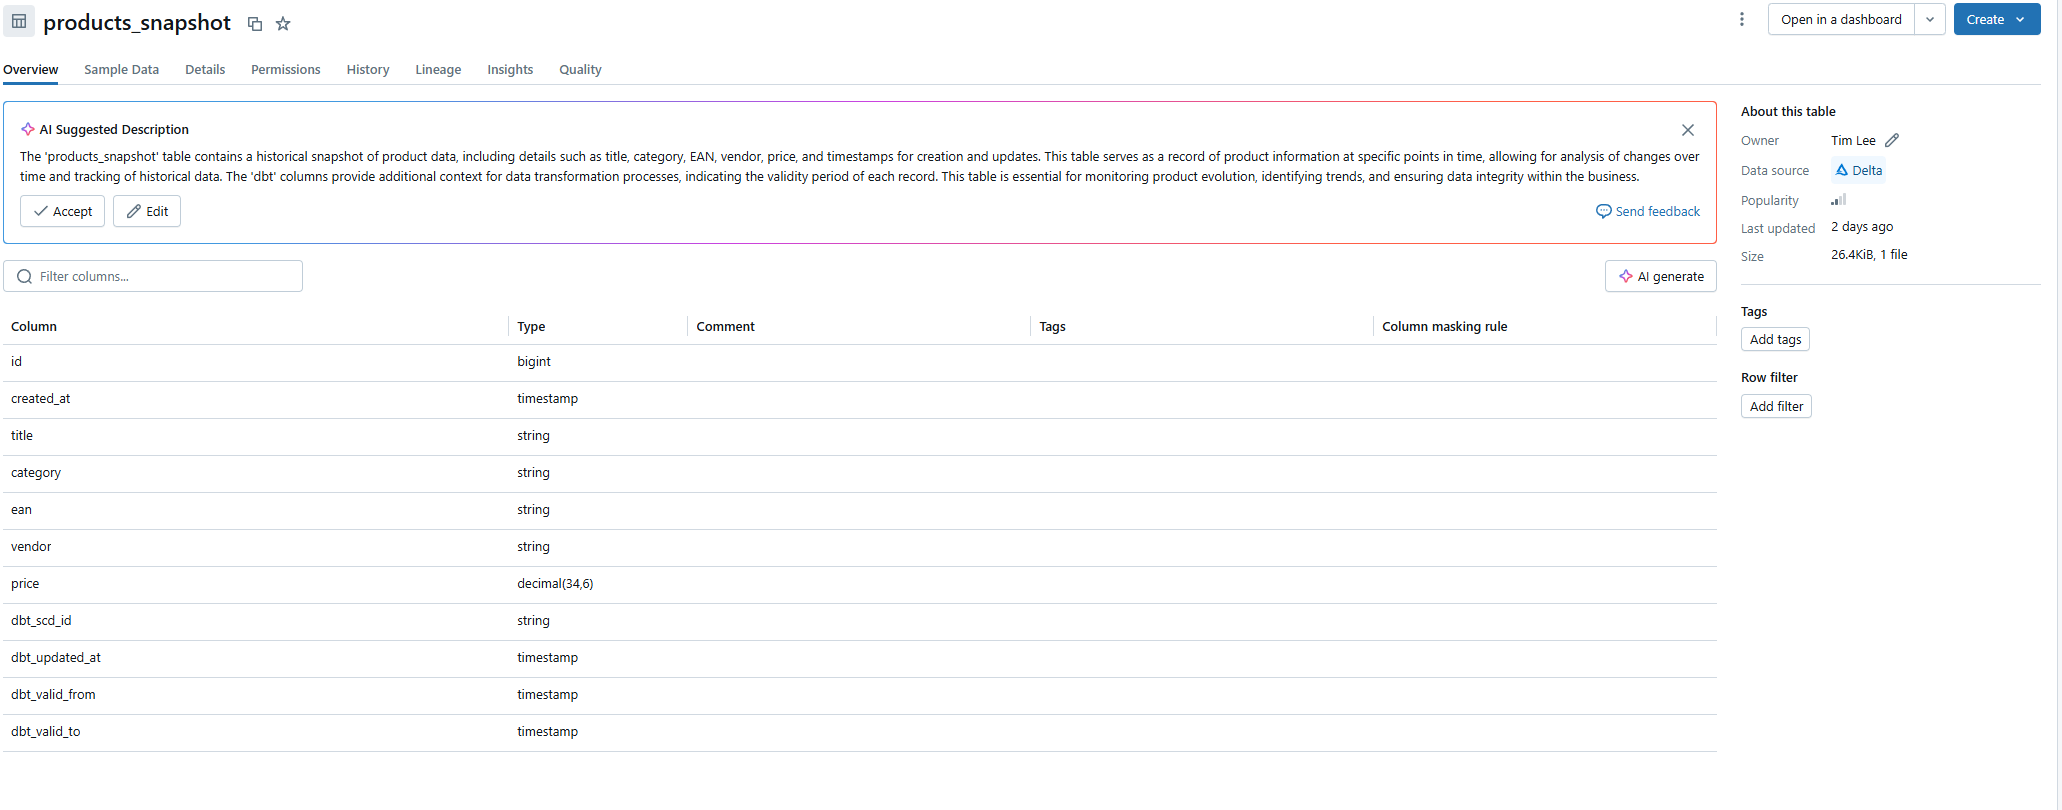 products_snapshot
Open in a dashboard
Create
Overview Sample Data Details Permissions History Lineage Insights Quality
AI Suggested Description
The 'products_snapshot' table contains a historical snapshot of product data, including details such as title, category, EAN, vendor, price, and timestamps for creation and updates. This table serves as a record of product information at specific points in time, allowing for analysis of changes over
time and tracking of historical data. The 'dbt' columns provide additional context for data transformation processes, indicating the validity period of each record. This table is essential for monitoring product evolution, identifying trends, and ensuring data integrity within the business.
Accept Edit Send feedback
Filter columns... AI generate
Column Type Comment Tags Column masking rule
id bigint
created_at timestamp
title string
category string
ean string
vendor string
price decimal(34,6)
dbt_scd_id string
dbt_updated_at timestamp
dbt_valid_from timestamp
dbt_valid_to timestamp
About this table
Owner Tim Lee
Data source Delta
Popularity
Last updated 2 days ago
Size 26.4KiB, 1 file
Tags
Add tags
Row filter
Add filter